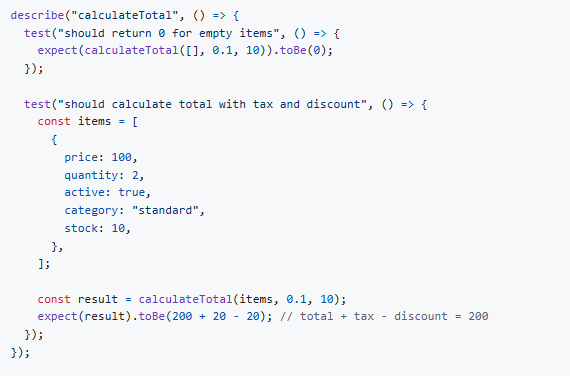 describe("calculateTotal", () => {
  test("should return 0 for empty items", () => {
    expect(calculateTotal([], 0.1, 10)).toBe(0);
  });

  test("should calculate total with tax and discount", () => {
    const items = [
      {
        price: 100,
        quantity: 2,
        active: true,
        category: "standard",
        stock: 10,
      },
    ];

    const result = calculateTotal(items, 0.1, 10);
    expect(result).toBe(200 + 20 - 20); // total + tax - discount = 200
  });
});